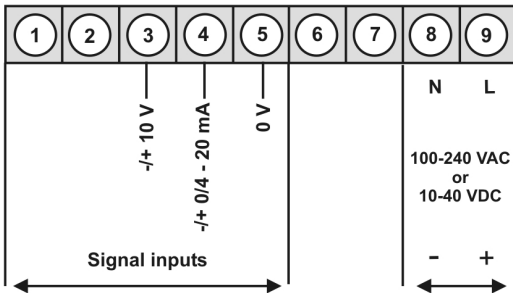 1 2 3 4 5 6 7 8 9
-/+ 10 V
-/+ 0/4 - 20 mA
0 V
N L
100-240 VAC
or
10-40 VDC
- +
Signal inputs